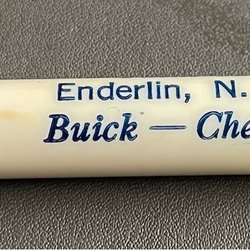 Enderlin, N.
Buick — Che